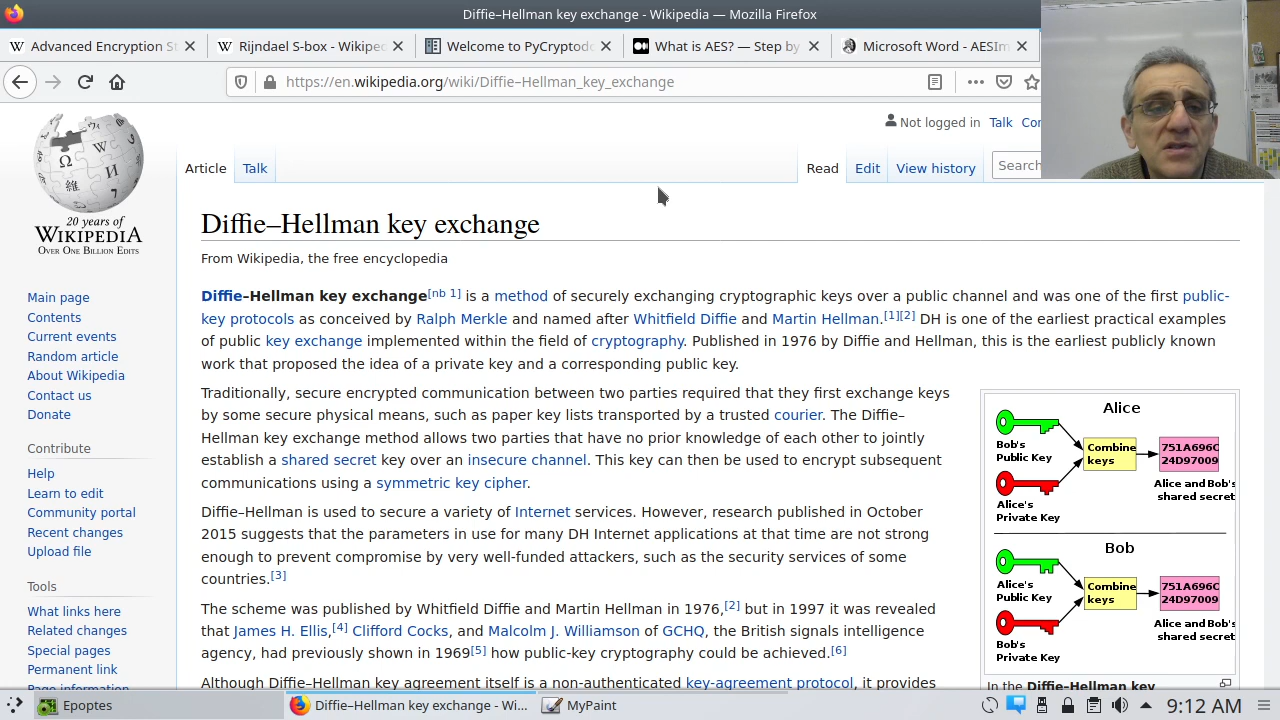 Diffie–Hellman key exchange - Wikipedia — Mozilla Firefox
Advanced Encryption St
Rijndael S-box - Wikiped
Welcome to PyCryptodo
What is AES? — Step by
Microsoft Word - AESIm
https://en.wikipedia.org/wiki/Diffie–Hellman_key_exchange
Not logged in Talk Con
Article Talk Read Edit View history Search
20 years of
WIKIPEDIA
OVER ONE BILLION EDITS
Main page
Contents
Current events
Random article
About Wikipedia
Contact us
Donate
Contribute
Help
Learn to edit
Community portal
Recent changes
Upload file
Tools
What links here
Related changes
Special pages
Permanent link
Page information
Diffie–Hellman key exchange
From Wikipedia, the free encyclopedia
Diffie–Hellman key exchange[nb 1] is a method of securely exchanging cryptographic keys over a public channel and was one of the first public-
key protocols as conceived by Ralph Merkle and named after Whitfield Diffie and Martin Hellman.[1][2] DH is one of the earliest practical examples
of public key exchange implemented within the field of cryptography. Published in 1976 by Diffie and Hellman, this is the earliest publicly known
work that proposed the idea of a private key and a corresponding public key.
Traditionally, secure encrypted communication between two parties required that they first exchange keys
by some secure physical means, such as paper key lists transported by a trusted courier. The Diffie–
Hellman key exchange method allows two parties that have no prior knowledge of each other to jointly
establish a shared secret key over an insecure channel. This key can then be used to encrypt subsequent
communications using a symmetric key cipher.
Diffie–Hellman is used to secure a variety of Internet services. However, research published in October
2015 suggests that the parameters in use for many DH Internet applications at that time are not strong
enough to prevent compromise by very well-funded attackers, such as the security services of some
countries.[3]
The scheme was published by Whitfield Diffie and Martin Hellman in 1976,[2] but in 1997 it was revealed
that James H. Ellis,[4] Clifford Cocks, and Malcolm J. Williamson of GCHQ, the British signals intelligence
agency, had previously shown in 1969[5] how public-key cryptography could be achieved.[6]
Although Diffie–Hellman key agreement itself is a non-authenticated key-agreement protocol, it provides
Alice
Bob's
Public Key
Combine
keys
751A696C
24D97009
Alice and Bob's
shared secret
Alice's
Private Key
Bob
Alice's
Public Key
Combine
keys
751A696C
24D97009
Alice and Bob's
shared secret
Bob's
Private Key
In the Diffie–Hellman key
Epoptes
Diffie–Hellman key exchange - Wi...
MyPaint
9:12 AM